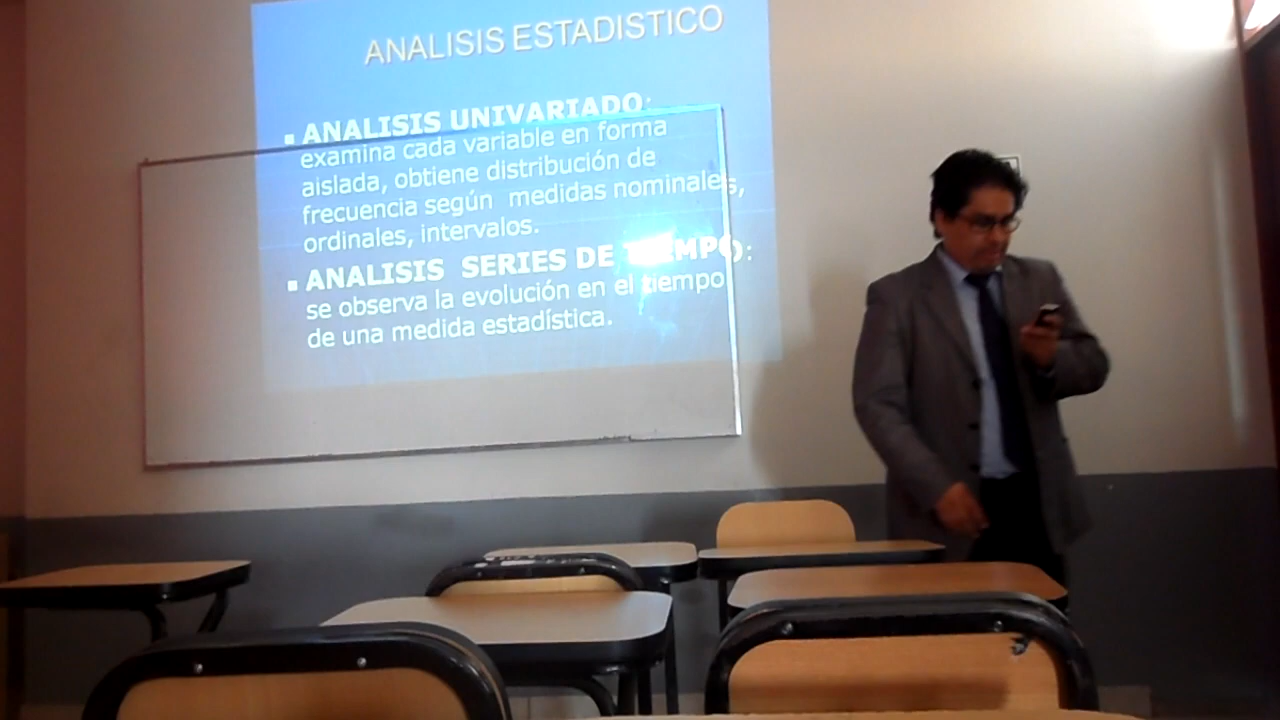 ANALISIS ESTADISTICO
▪ ANALISIS UNIVARIADO:
examina cada variable en forma
aislada, obtiene distribución de
frecuencia según medidas nominales,
ordinales, intervalos.
▪ ANALISIS SERIES DE TIEMPO:
se observa la evolución en el tiempo
de una medida estadística.